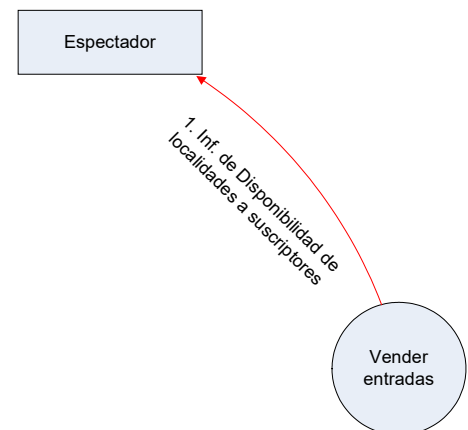 Espectador
1. Inf. de Disponibilidad de
localidades a suscriptores
Vender
entradas